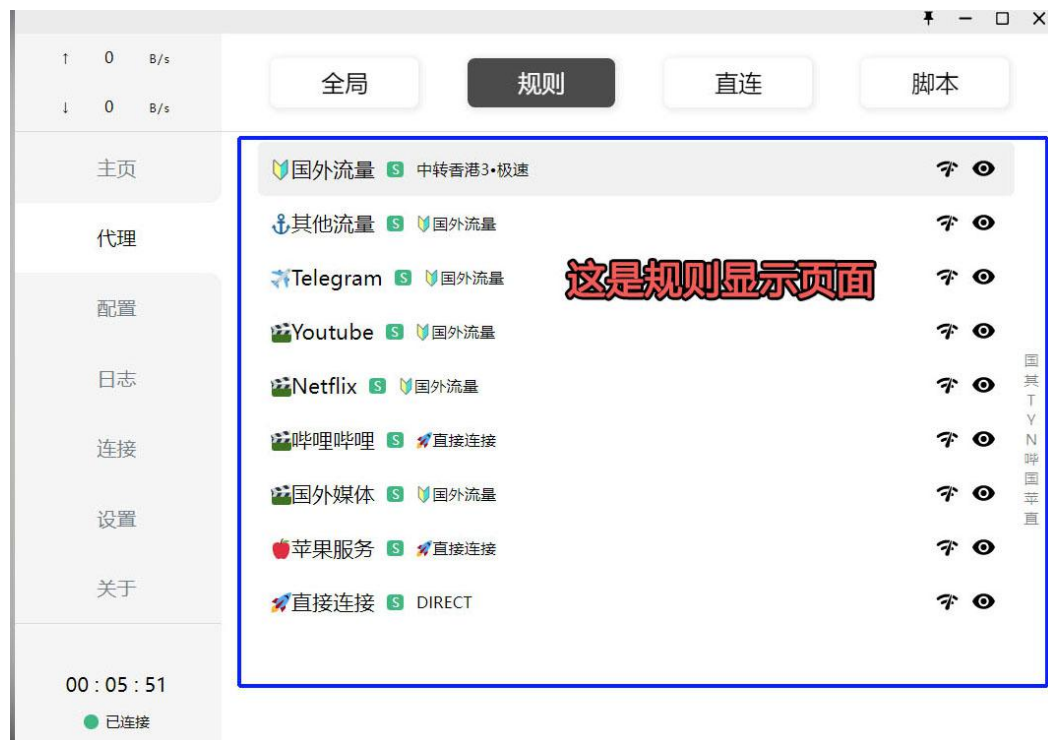 ↑ 0 B/s
↓ 0 B/s
全局 规则 直连 脚本
主页
代理
配置
日志
连接
设置
关于
00 : 05 : 51
已连接
🔰国外流量 S 中转香港3•极速
⚓其他流量 S 🔰国外流量
✈️Telegram S 🔰国外流量
🎬Youtube S 🔰国外流量
🎬Netflix S 🔰国外流量
🎬哔哩哔哩 S 🚀直接连接
🎬国外媒体 S 🔰国外流量
🍎苹果服务 S 🚀直接连接
🚀直接连接 S DIRECT
这是规则显示页面
国
其
T
Y
N
哔
国
苹
直